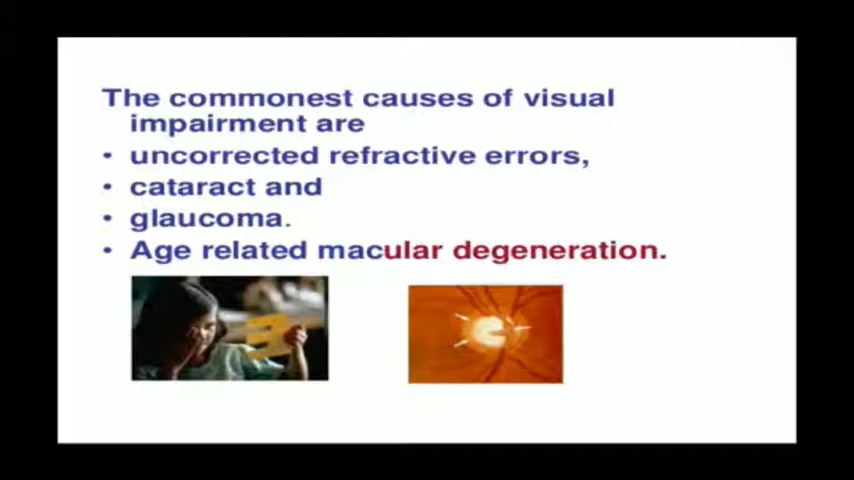 The commonest causes of visual
impairment are
• uncorrected refractive errors,
• cataract and
• glaucoma.
• Age related macular degeneration.